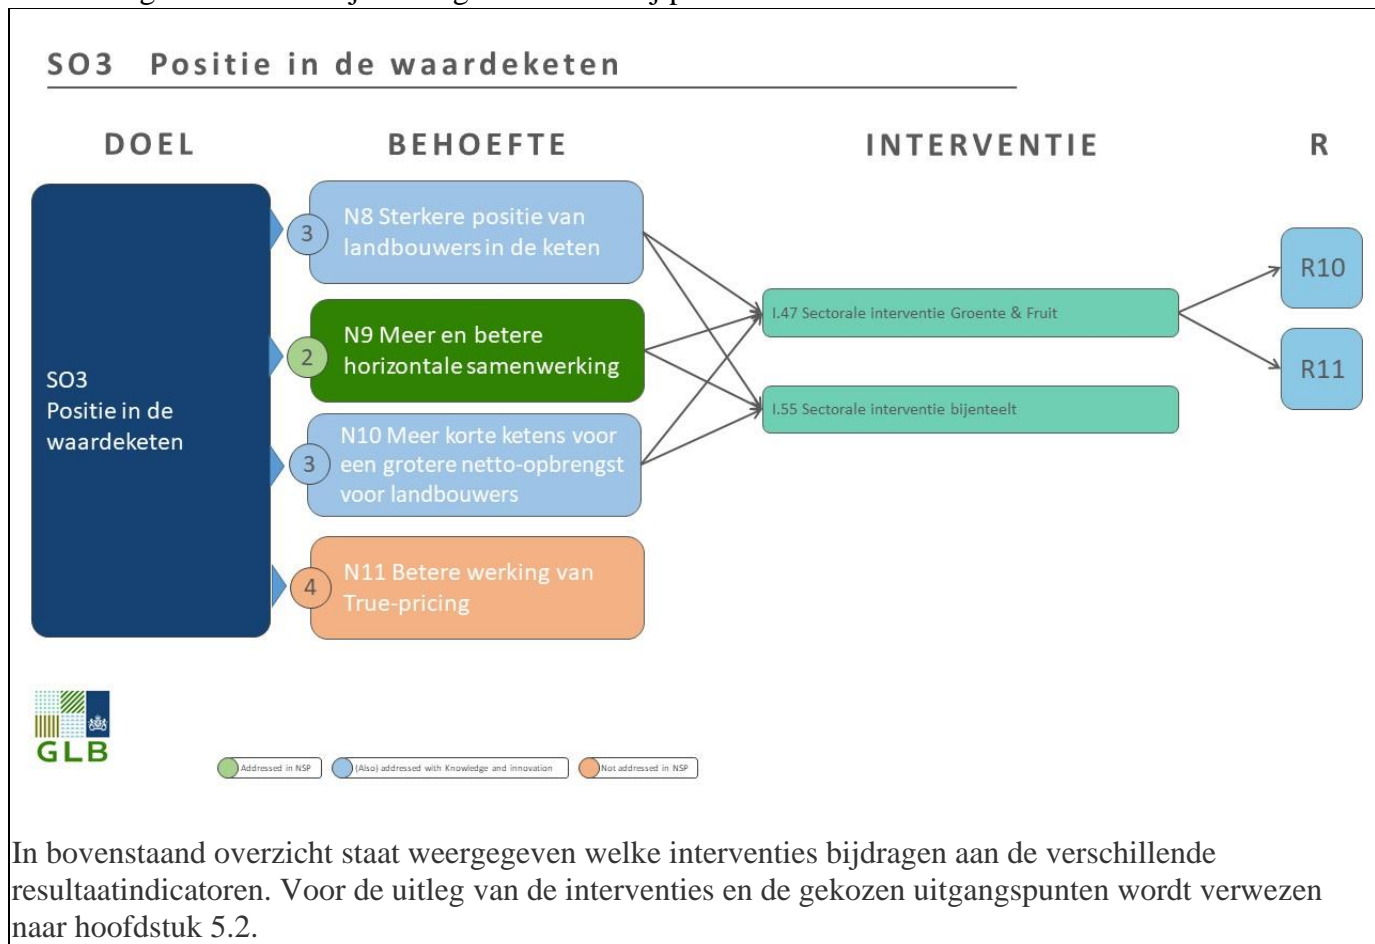 SO3 Positie in de waardeketen
DOEL
BEHOEFTE
INTERVENTIE
R
SO3
Positie in de
waardeketen
3
N8 Sterkere positie van
landbouwers in de keten
2
N9 Meer en betere
horizontale samenwerking
3
N10 Meer korte ketens voor
een grotere netto-opbrengst
voor landbouwers
4
N11 Betere werking van
True-pricing
I.47 Sectorale interventie Groente & Fruit
I.55 Sectorale interventie bijenteelt
R10
R11
GLB
Addressed in NSP
(Also) addressed with Knowledge and innovation
Not addressed in NSP
In bovenstaand overzicht staat weergegeven welke interventies bijdragen aan de verschillende
resultaatindicatoren. Voor de uitleg van de interventies en de gekozen uitgangspunten wordt verwezen
naar hoofdstuk 5.2.